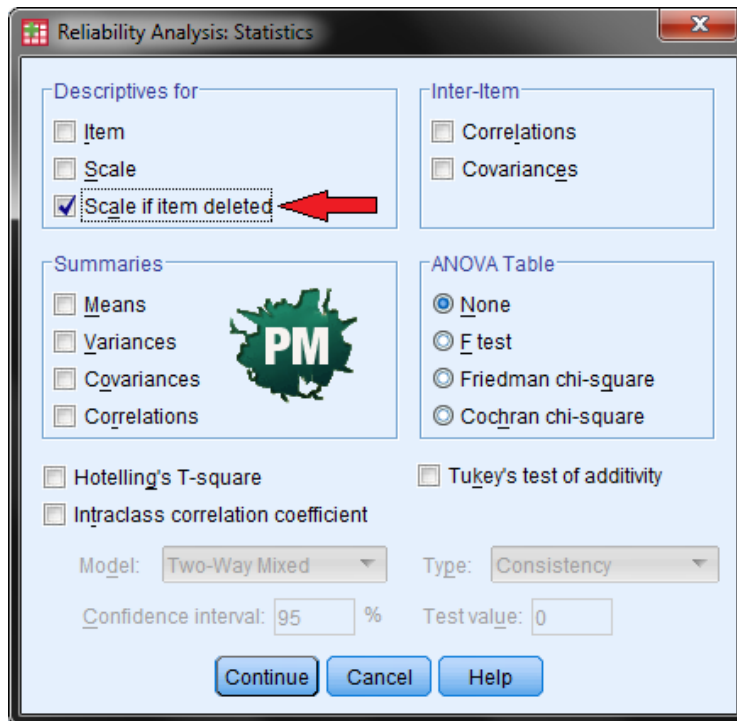 Reliability Analysis: Statistics
Descriptives for
Item
Scale
Scale if item deleted
Inter-Item
Correlations
Covariances
Summaries
Means
Variances
Covariances
Correlations
PM
ANOVA Table
None
F test
Friedman chi-square
Cochran chi-square
Hotelling's T-square
Tukey's test of additivity
Intraclass correlation coefficient
Model: Two-Way Mixed Type: Consistency
Confidence interval: 95 % Test value: 0
Continue Cancel Help